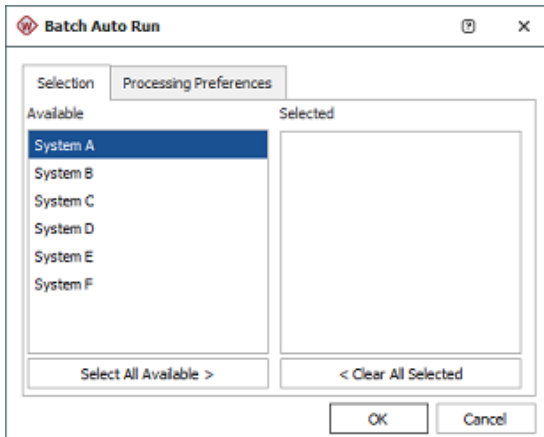 Batch Auto Run
Selection Processing Preferences
Available Selected
System A
System B
System C
System D
System E
System F
Select All Available > < Clear All Selected
OK Cancel